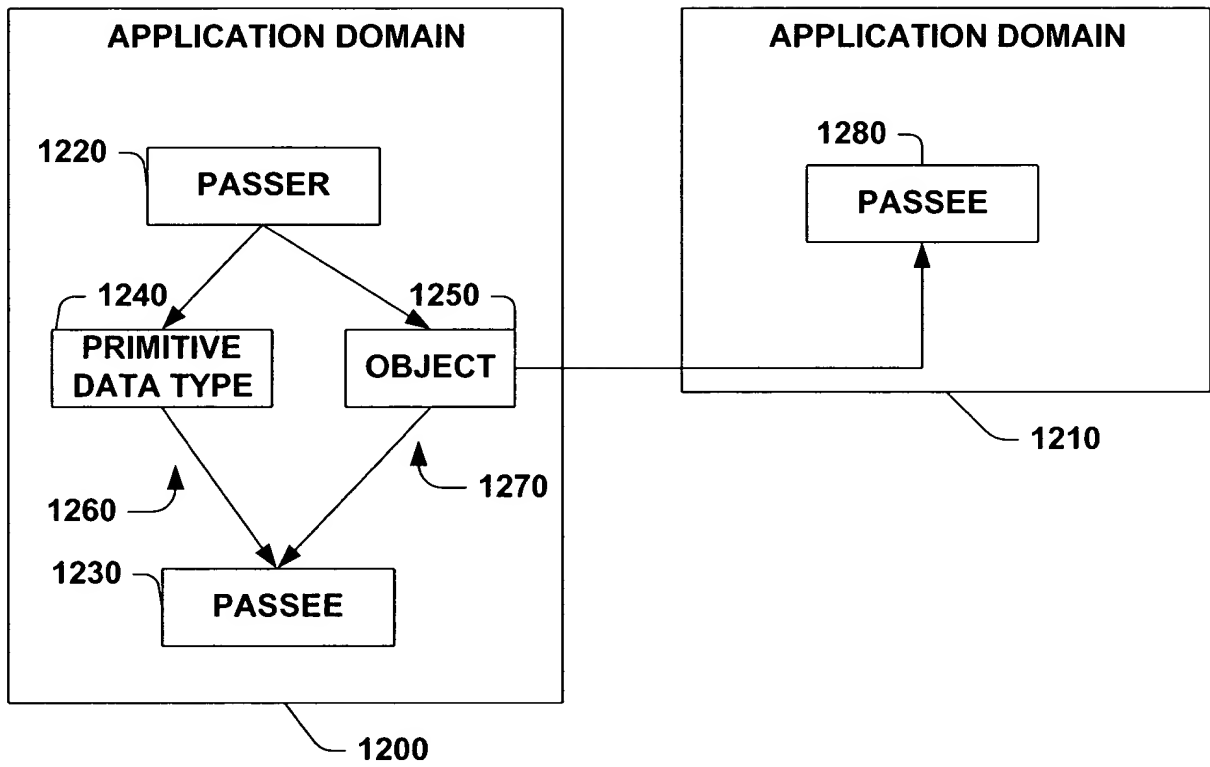 APPLICATION DOMAIN
APPLICATION DOMAIN
1220
PASSER
1280
PASSEE
1240
PRIMITIVE
DATA TYPE
1250
OBJECT
1210
1260
1270
1230
PASSEE
1200